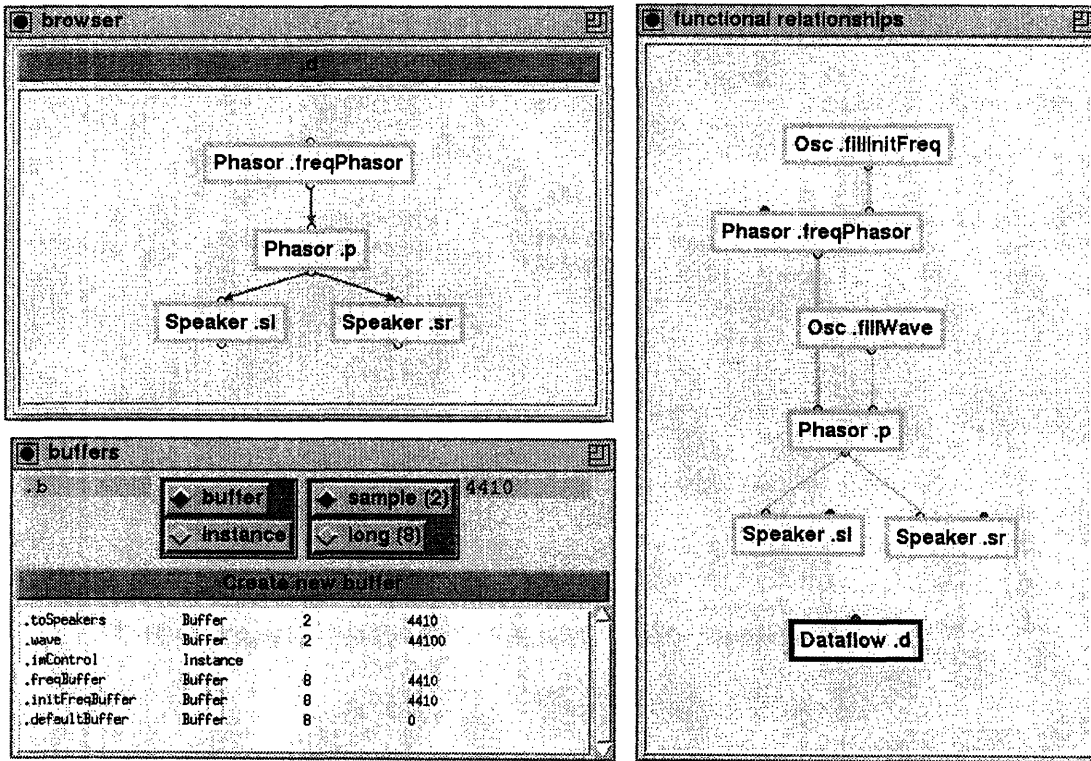 browser
.d
Phasor .freqPhasor
Phasor .p
Speaker .sl
Speaker .sr
buffers
.b
buffer
sample (2)
4410
instance
long (8)
Create new buffer
.toSpeakers Buffer 2 4410
.wave Buffer 2 44100
.imControl Instance
.freqBuffer Buffer 8 4410
.initFreqBuffer Buffer 8 4410
.defaultBuffer Buffer 8 0
functional relationships
Osc .fillInitFreq
Phasor .freqPhasor
Osc .fillWave
Phasor .p
Speaker .sl
Speaker .sr
Dataflow .d